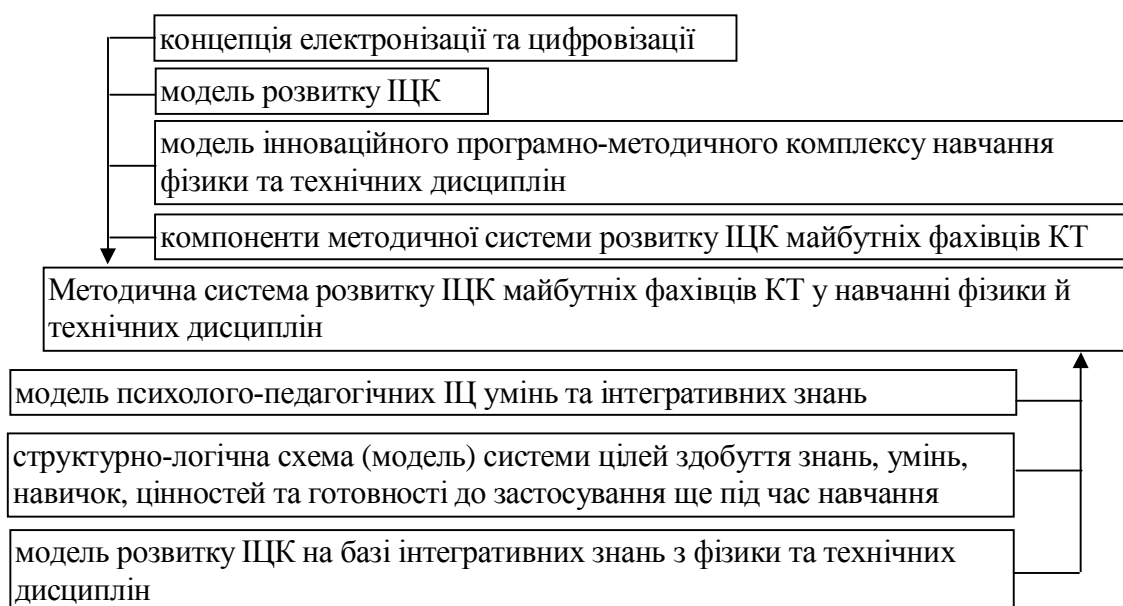 концепція електронізації та цифровізації
модель розвитку ІЦК
модель інноваційного програмно-методичного комплексу навчання
фізики та технічних дисциплін
компоненти методичної системи розвитку ІЦК майбутніх фахівців КТ
Методична система розвитку ІЦК майбутніх фахівців КТ у навчанні фізики й
технічних дисциплін
модель психолого-педагогічних ІЦ умінь та інтегративних знань
структурно-логічна схема (модель) системи цілей здобуття знань, умінь,
навичок, цінностей та готовності до застосування ще під час навчання
модель розвитку ІЦК на базі інтегративних знань з фізики та технічних
дисциплін